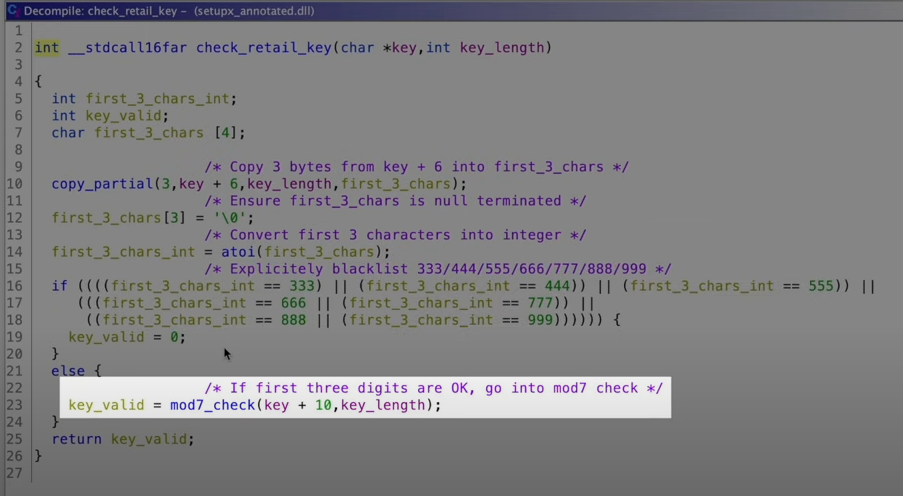 Decompile: check_retail_key - (setupx_annotated.dll)
1
2 int __stdcall16far check_retail_key(char *key,int key_length)
3
4 {
5 int first_3_chars_int;
6 int key_valid;
7 char first_3_chars [4];
8
9 /* Copy 3 bytes from key + 6 into first_3_chars */
10 copy_partial(3,key + 6,key_length,first_3_chars);
11 /* Ensure first_3_chars is null terminated */
12 first_3_chars[3] = '\0';
13 /* Convert first 3 characters into integer */
14 first_3_chars_int = atoi(first_3_chars);
15 /* Explicitely blacklist 333/444/555/666/777/888/999 */
16 if ((((first_3_chars_int == 333) || (first_3_chars_int == 444)) || (first_3_chars_int == 555)) ||
17 (((first_3_chars_int == 666 || (first_3_chars_int == 777)) ||
18 ((first_3_chars_int == 888 || (first_3_chars_int == 999)))))) {
19 key_valid = 0;
20 }
21 else {
22 /* If first three digits are OK, go into mod7 check */
23 key_valid = mod7_check(key + 10,key_length);
24 }
25 return key_valid;
26 }
27